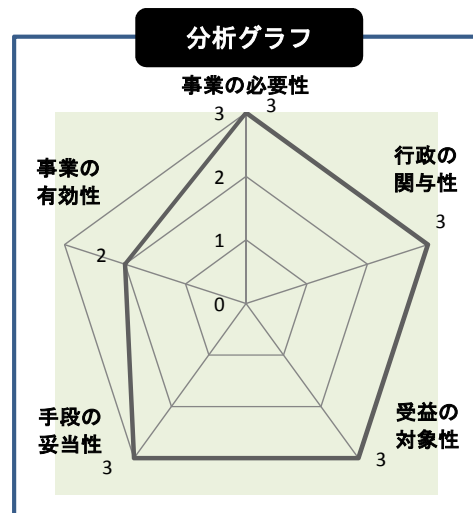 分析グラフ
事業の必要性
3
3
行政の
関与性
3
事業の
有効性
2
2
1
0
手段の
妥当性
3
受益の
対象性
3